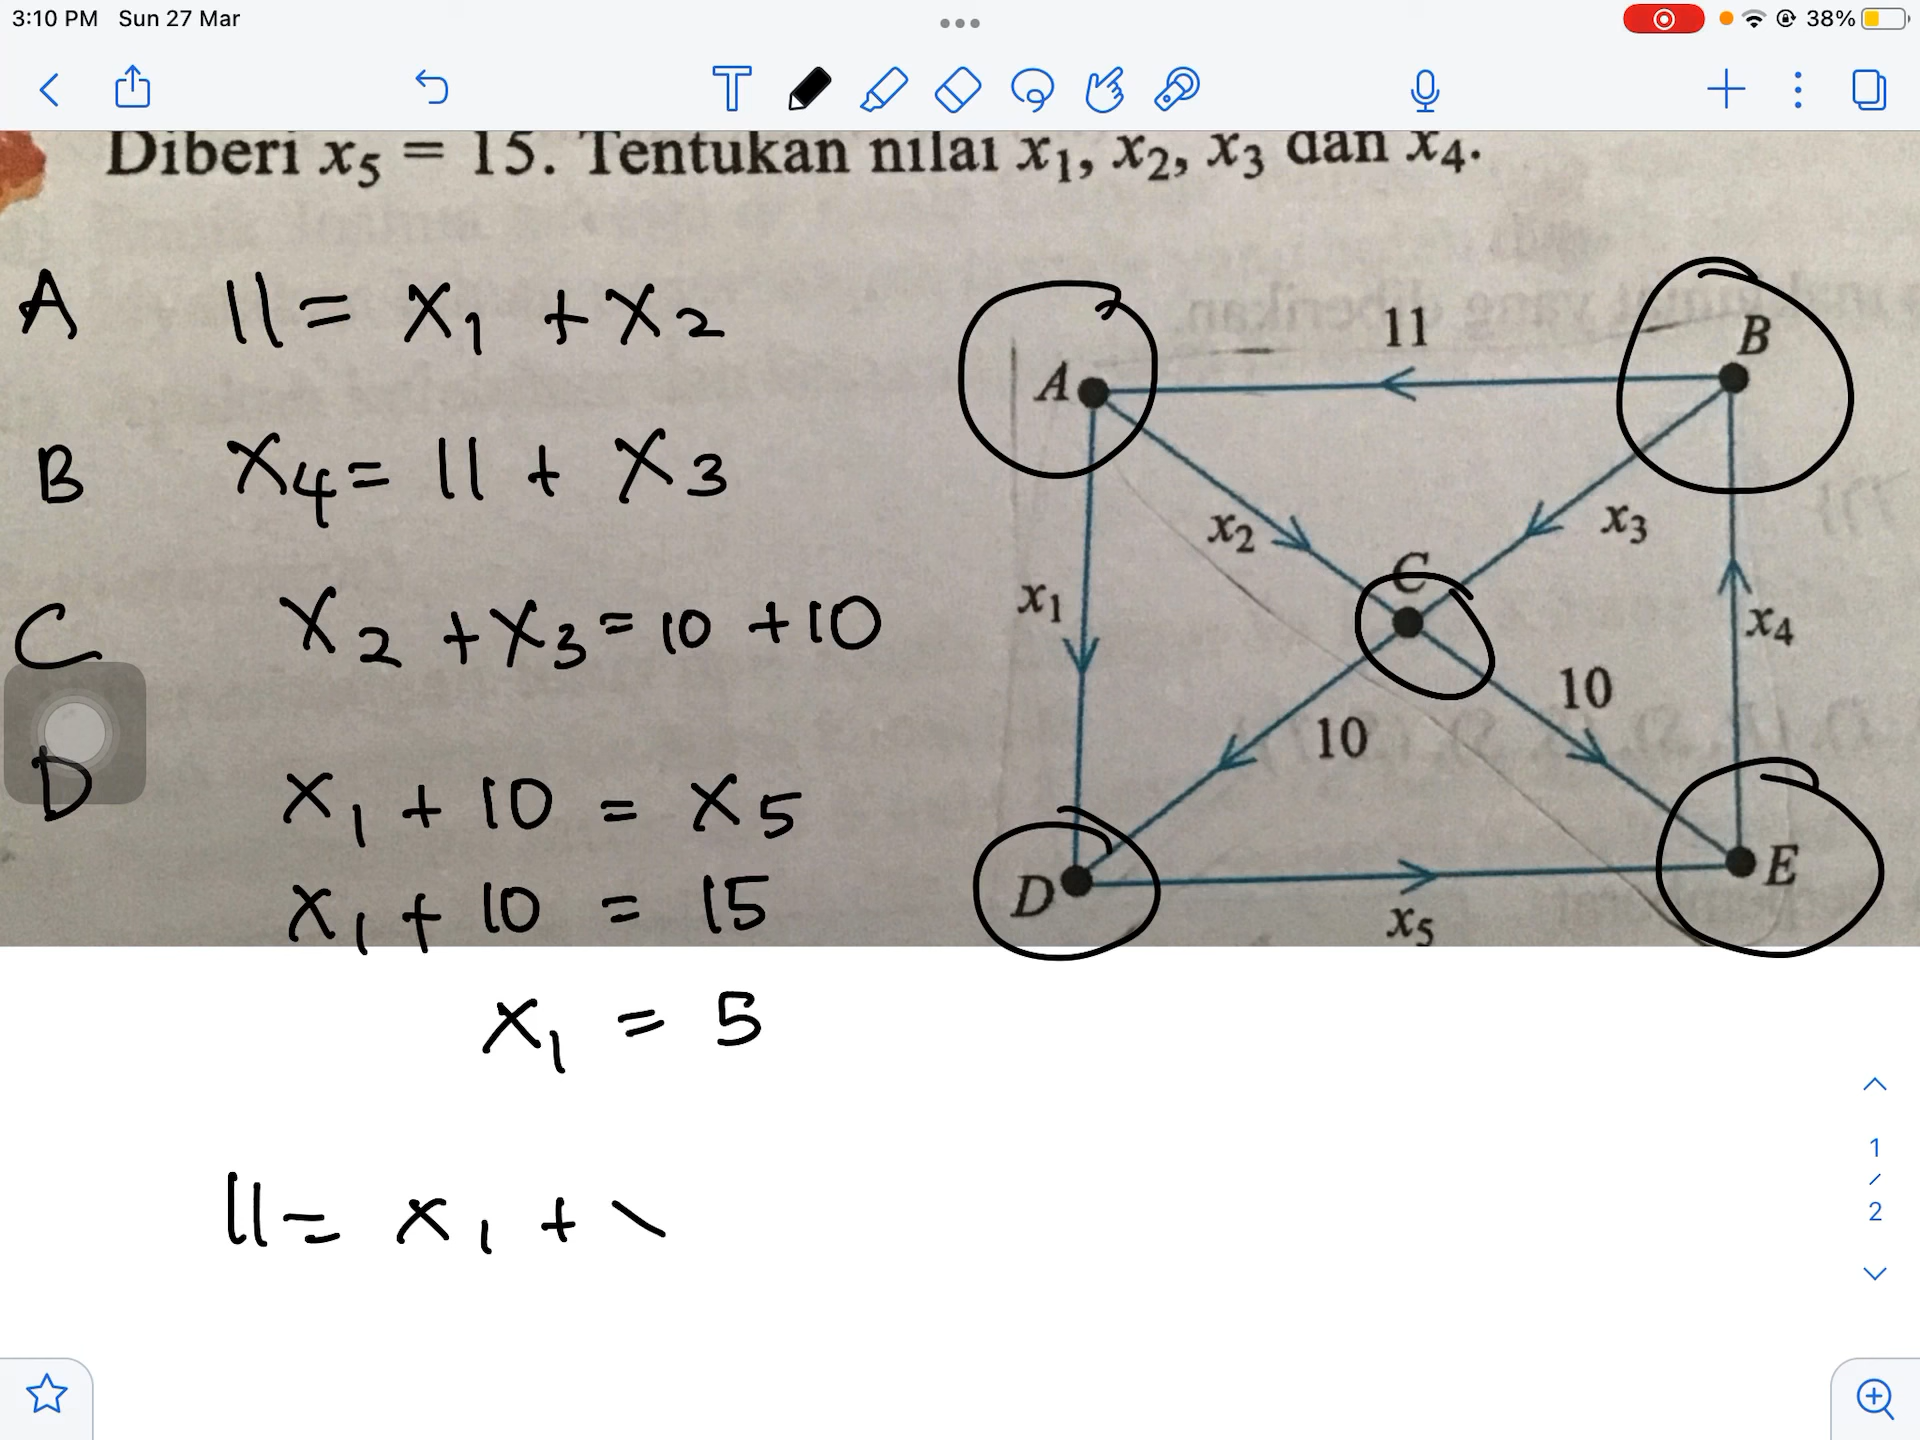 3:10 PM Sun 27 Mar
38%
Diberi x₅ = 15. Tentukan nilai x₁, x₂, x₃ dan x₄.
A 11 = x₁ + x₂
B x₄ = 11 + x₃
C x₂ + x₃ = 10 + 10
D x₁ + 10 = x₅
x₁ + 10 = 15
x₁ = 5
11 = x₁ +
11
A
B
x₂
x₃
C
x₁
x₄
10
10
D
E
x₅
1
/
2